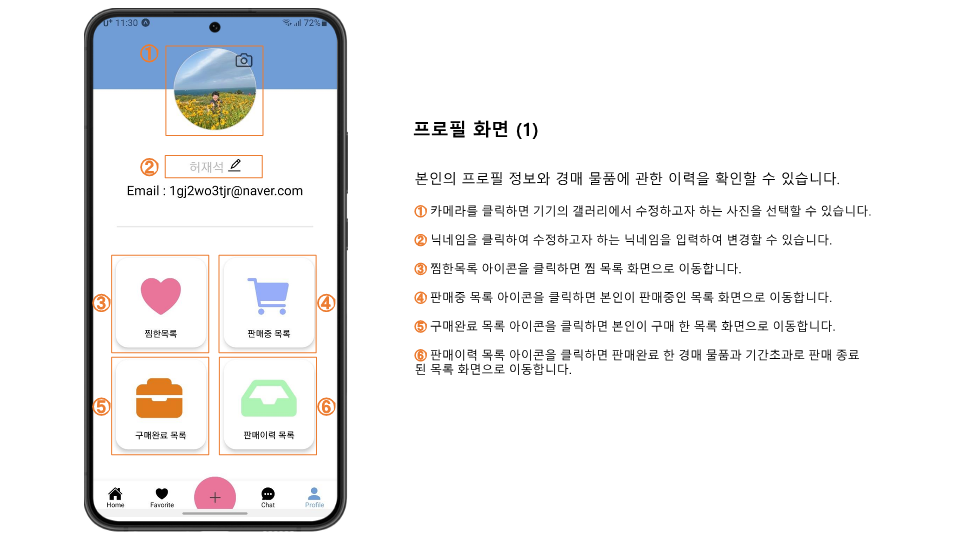 U⁺ 11:30
72%
①
허재석
②
Email : 1gj2wo3tjr@naver.com
③
찜한목록
판매중 목록
④
⑤
구매완료 목록
판매이력 목록
⑥
Home
Favorite
+
Chat
Profile
프로필 화면 (1)
본인의 프로필 정보와 경매 물품에 관한 이력을 확인할 수 있습니다.
① 카메라를 클릭하면 기기의 갤러리에서 수정하고자 하는 사진을 선택할 수 있습니다.
② 닉네임을 클릭하여 수정하고자 하는 닉네임을 입력하여 변경할 수 있습니다.
③ 찜한목록 아이콘을 클릭하면 찜 목록 화면으로 이동합니다.
④ 판매중 목록 아이콘을 클릭하면 본인이 판매중인 목록 화면으로 이동합니다.
⑤ 구매완료 목록 아이콘을 클릭하면 본인이 구매 한 목록 화면으로 이동합니다.
⑥ 판매이력 목록 아이콘을 클릭하면 판매완료 한 경매 물품과 기간초과로 판매 종료
된 목록 화면으로 이동합니다.